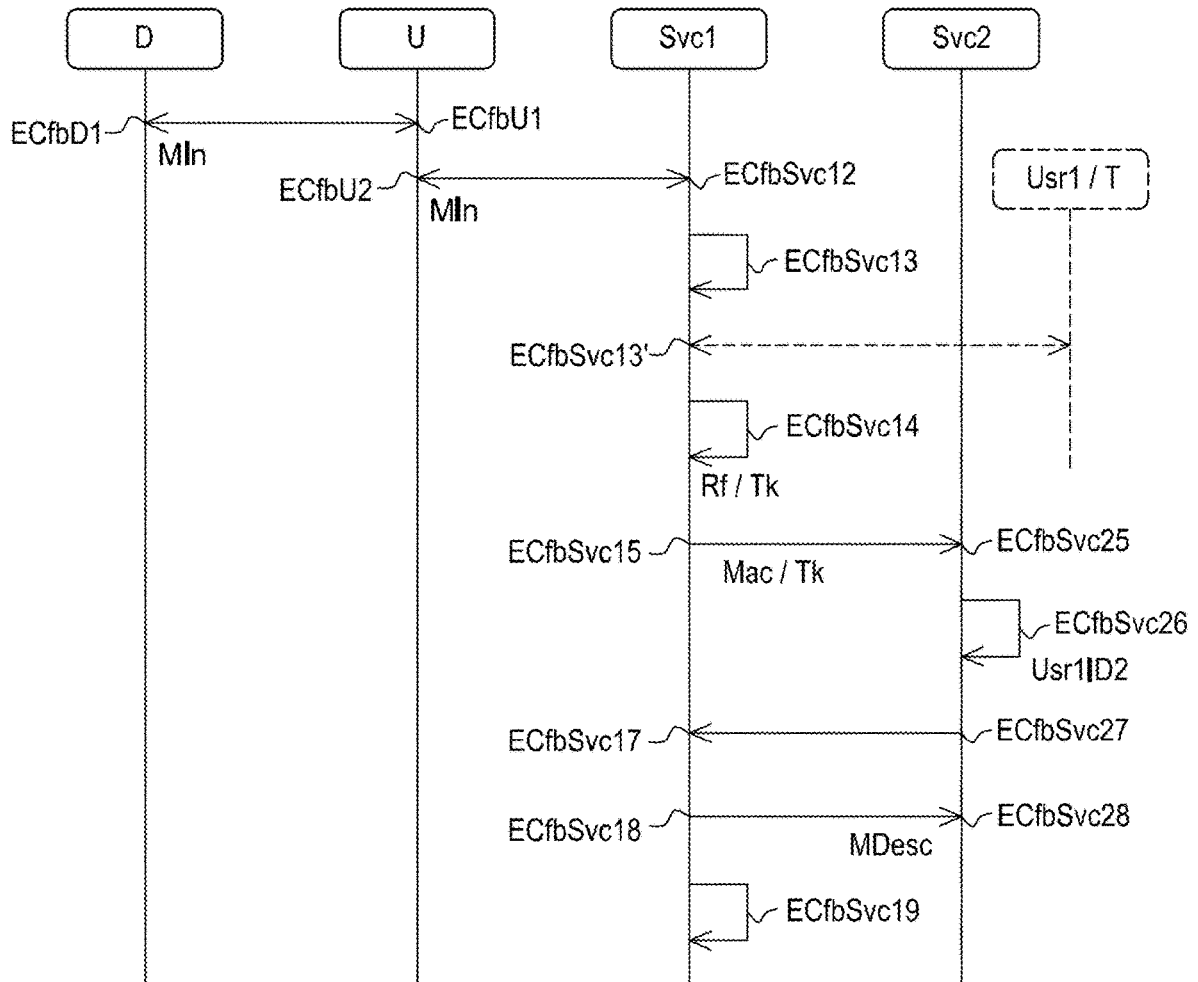 D
U
Svc1
Svc2
ECfbD1
ECfbU1
MIn
ECfbU2
ECfbSvc12
MIn
Usr1 / T
ECfbSvc13
ECfbSvc13'
ECfbSvc14
Rf / Tk
ECfbSvc15
ECfbSvc25
Mac / Tk
ECfbSvc26
Usr1ID2
ECfbSvc17
ECfbSvc27
ECfbSvc18
ECfbSvc28
MDesc
ECfbSvc19